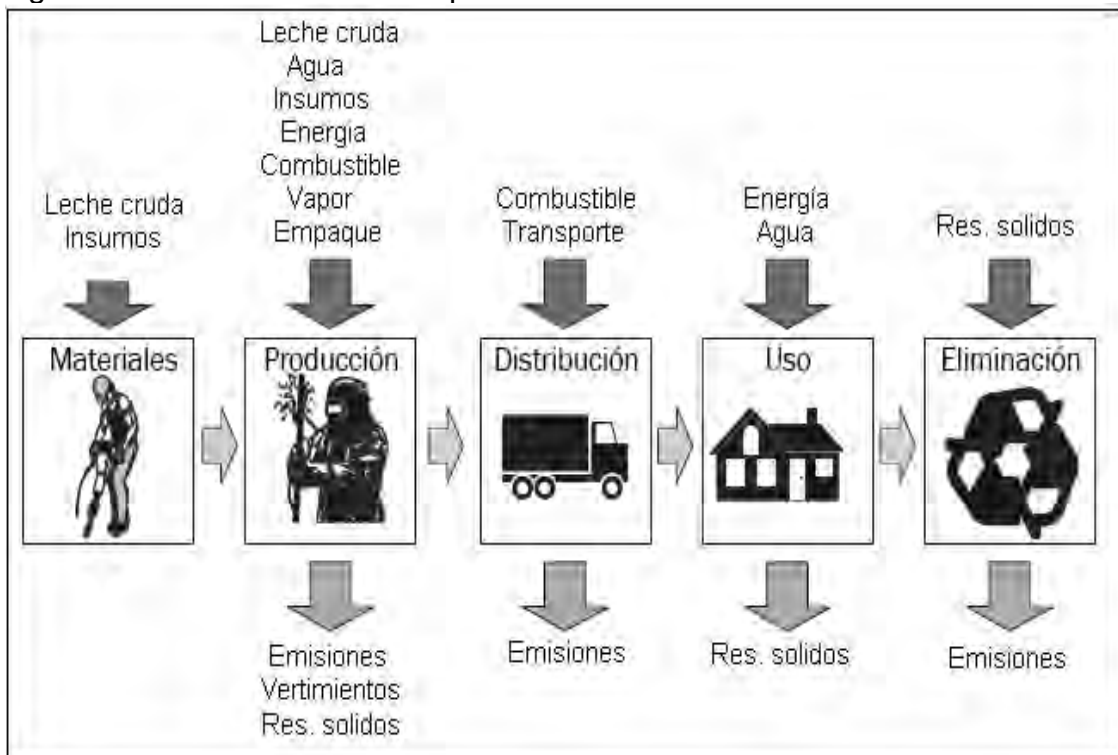 Leche cruda
Agua
Insumos
Energía
Combustible
Vapor
Empaque
Leche cruda
Insumos
Combustible
Transporte
Energía
Agua
Res. solidos
Materiales
Producción
Distribución
Uso
Eliminación
Emisiones
Vertimientos
Res. solidos
Emisiones
Res. solidos
Emisiones